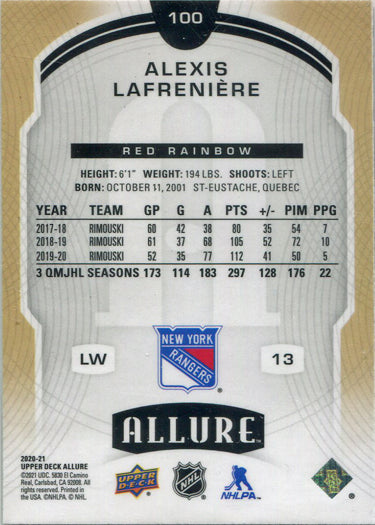 100
ALEXIS
LAFRENIÈRE
RED RAINBOW
HEIGHT: 6'1" WEIGHT: 194 LBS. SHOOTS: LEFT
BORN: OCTOBER 11, 2001 ST-EUSTACHE, QUEBEC
YEAR TEAM GP G A PTS +/- PIM PPG
2017-18 RIMOUSKI 60 42 38 80 35 54 7
2018-19 RIMOUSKI 61 37 68 105 52 72 10
2019-20 RIMOUSKI 52 35 77 112 41 50 5
3 QMJHL SEASONS 173 114 183 297 128 176 22
LW
NEW YORK
RANGERS
®
13
ALLURE™
2020-21
UPPER DECK ALLURE
©2021 UDC. 5830 El Camino
Real, Carlsbad, CA 92008. All
rights reserved. Printed in
the USA. ©NHLPA. © NHL.
UPPER
DECK
NHL
®
NHLPA
®